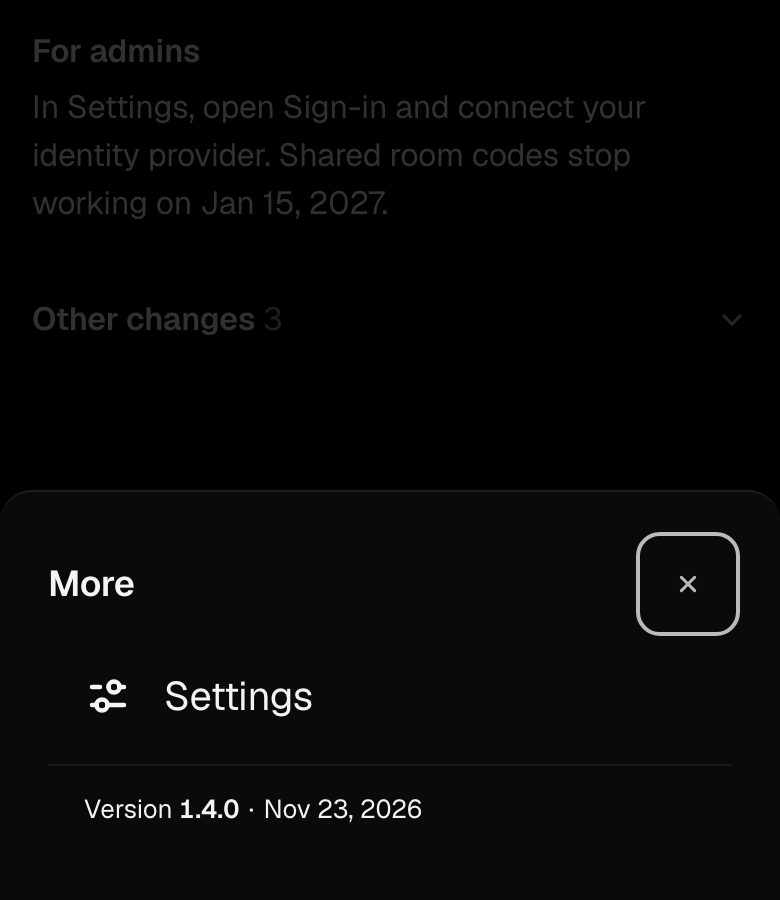 For admins
In Settings, open Sign-in and connect your
identity provider. Shared room codes stop
working on Jan 15, 2027.
Other changes 3
More
Settings
Version 1.4.0 · Nov 23, 2026